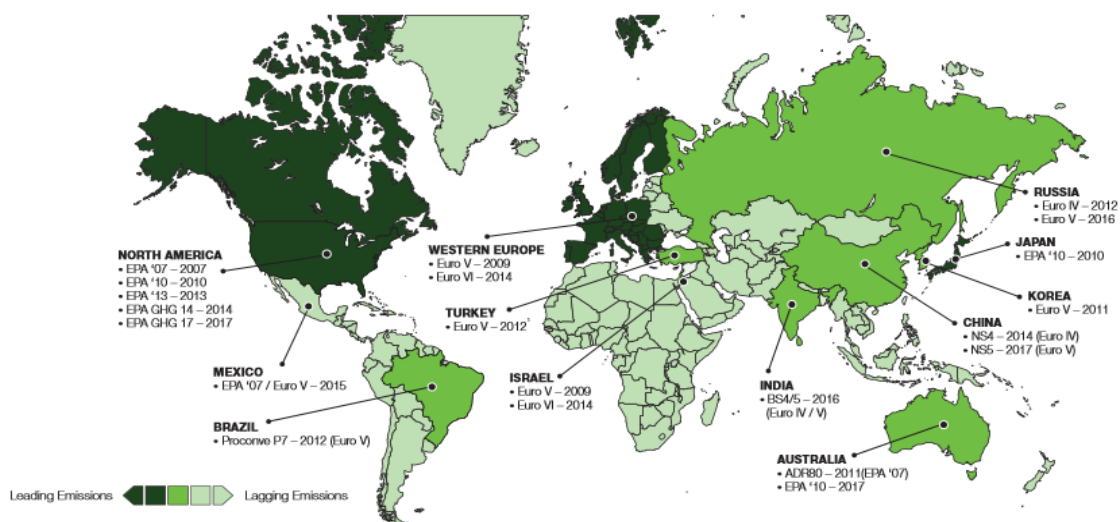 NORTH AMERICA
• EPA '07 – 2007
• EPA '10 – 2010
• EPA '13 – 2013
• EPA GHG 14 – 2014
• EPA GHG 17 – 2017
MEXICO
• EPA '07 / Euro V – 2015
BRAZIL
• Proconve P7 – 2012 (Euro V)
WESTERN EUROPE
• Euro V – 2009
• Euro VI – 2014
TURKEY
• Euro V – 2012
ISRAEL
• Euro V – 2009
• Euro VI – 2014
RUSSIA
• Euro IV – 2012
• Euro V – 2016
JAPAN
• EPA '10 – 2010
KOREA
• Euro V – 2011
CHINA
• NS4 – 2014 (Euro IV)
• NS5 – 2017 (Euro V)
INDIA
• BS4/5 – 2016
(Euro IV / V)
AUSTRALIA
• ADR80 – 2011(EPA '07)
• EPA '10 – 2017
Leading Emissions
Lagging Emissions